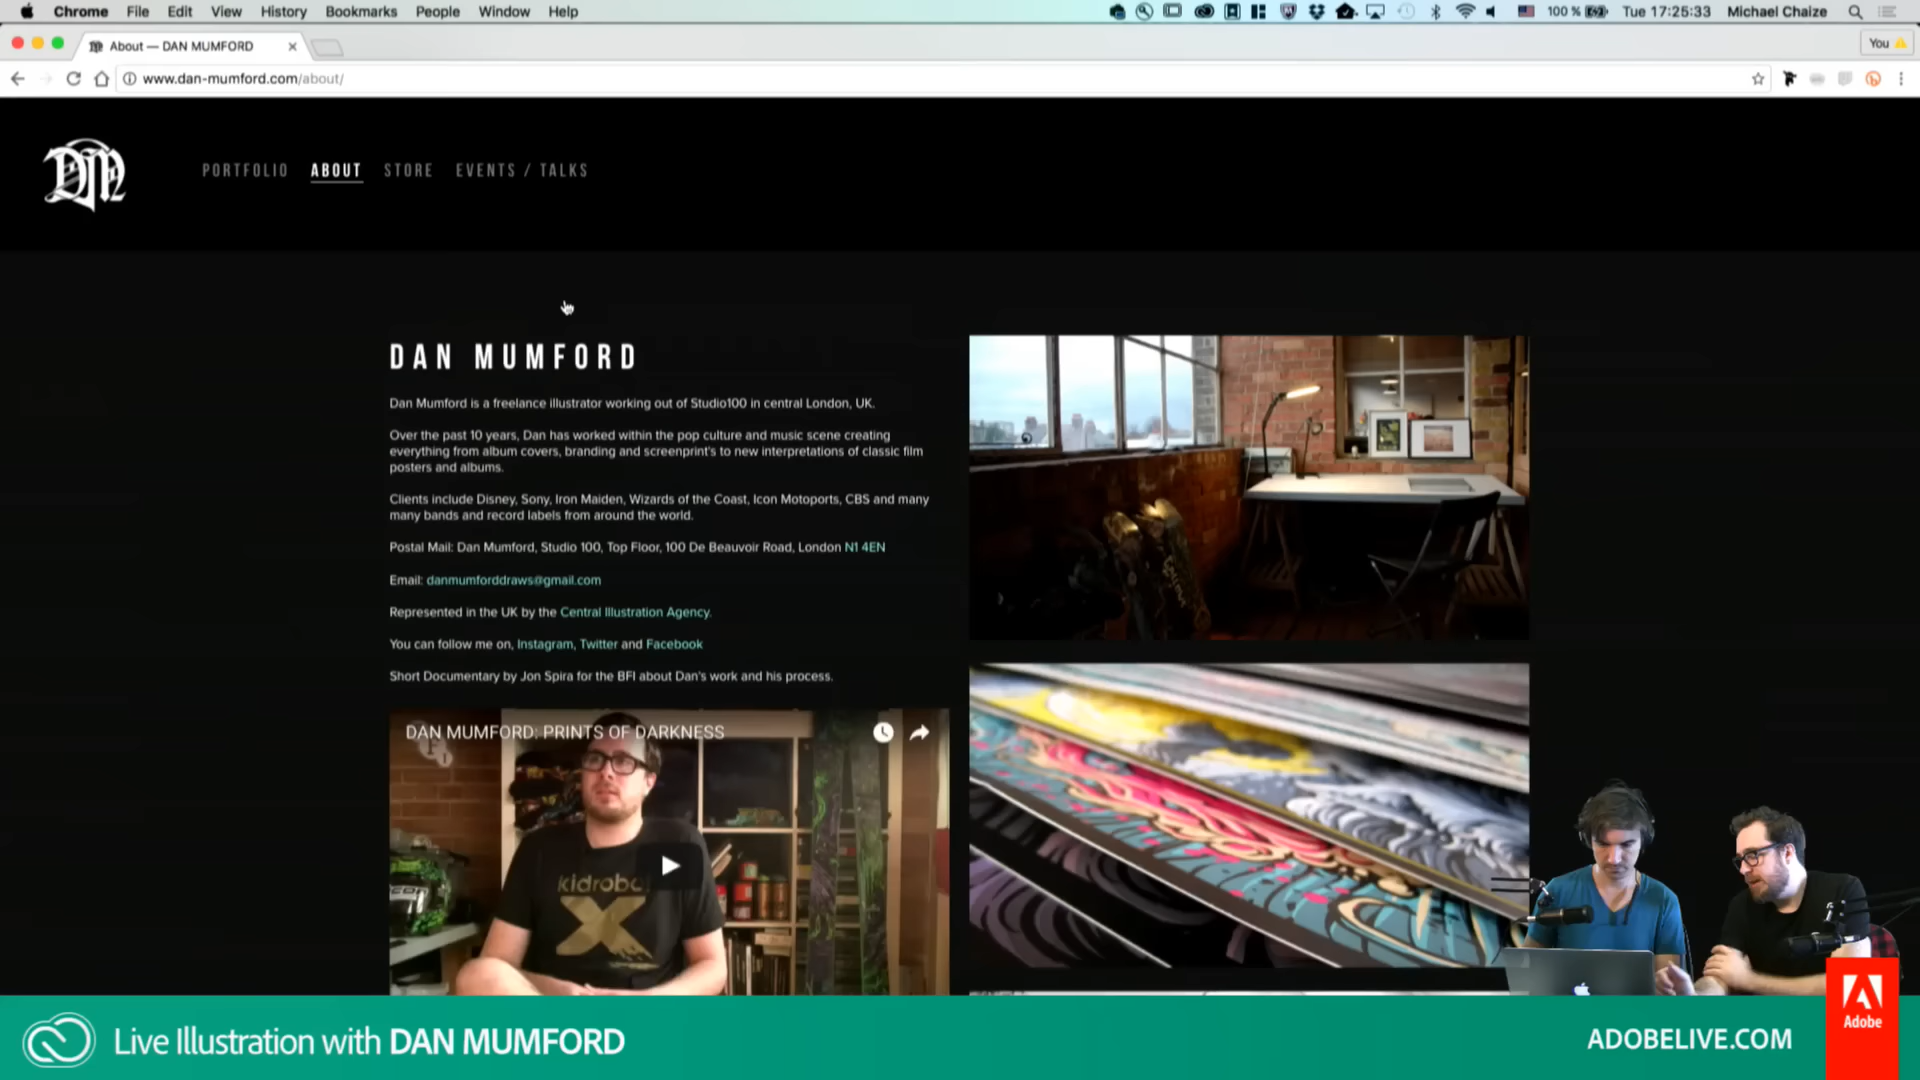 Chrome File Edit View History Bookmarks People Window Help
100 % Tue 17:25:33 Michael Chaize
About — DAN MUMFORD
You
www.dan-mumford.com/about/
DM
PORTFOLIO ABOUT STORE EVENTS / TALKS
DAN MUMFORD
Dan Mumford is a freelance illustrator working out of Studio100 in central London, UK.
Over the past 10 years, Dan has worked within the pop culture and music scene creating
everything from album covers, branding and screenprint's to new interpretations of classic film
posters and albums.
Clients include Disney, Sony, Iron Maiden, Wizards of the Coast, Icon Motoports, CBS and many
many bands and record labels from around the world.
Postal Mail: Dan Mumford, Studio 100, Top Floor, 100 De Beauvoir Road, London N1 4EN
Email: danmumforddraws@gmail.com
Represented in the UK by the Central Illustration Agency.
You can follow me on, Instagram, Twitter and Facebook
Short Documentary by Jon Spira for the BFI about Dan's work and his process.
DAN MUMFORD: PRINTS OF DARKNESS
kidrobo
X
Live Illustration with DAN MUMFORD
ADOBELIVE.COM
Adobe